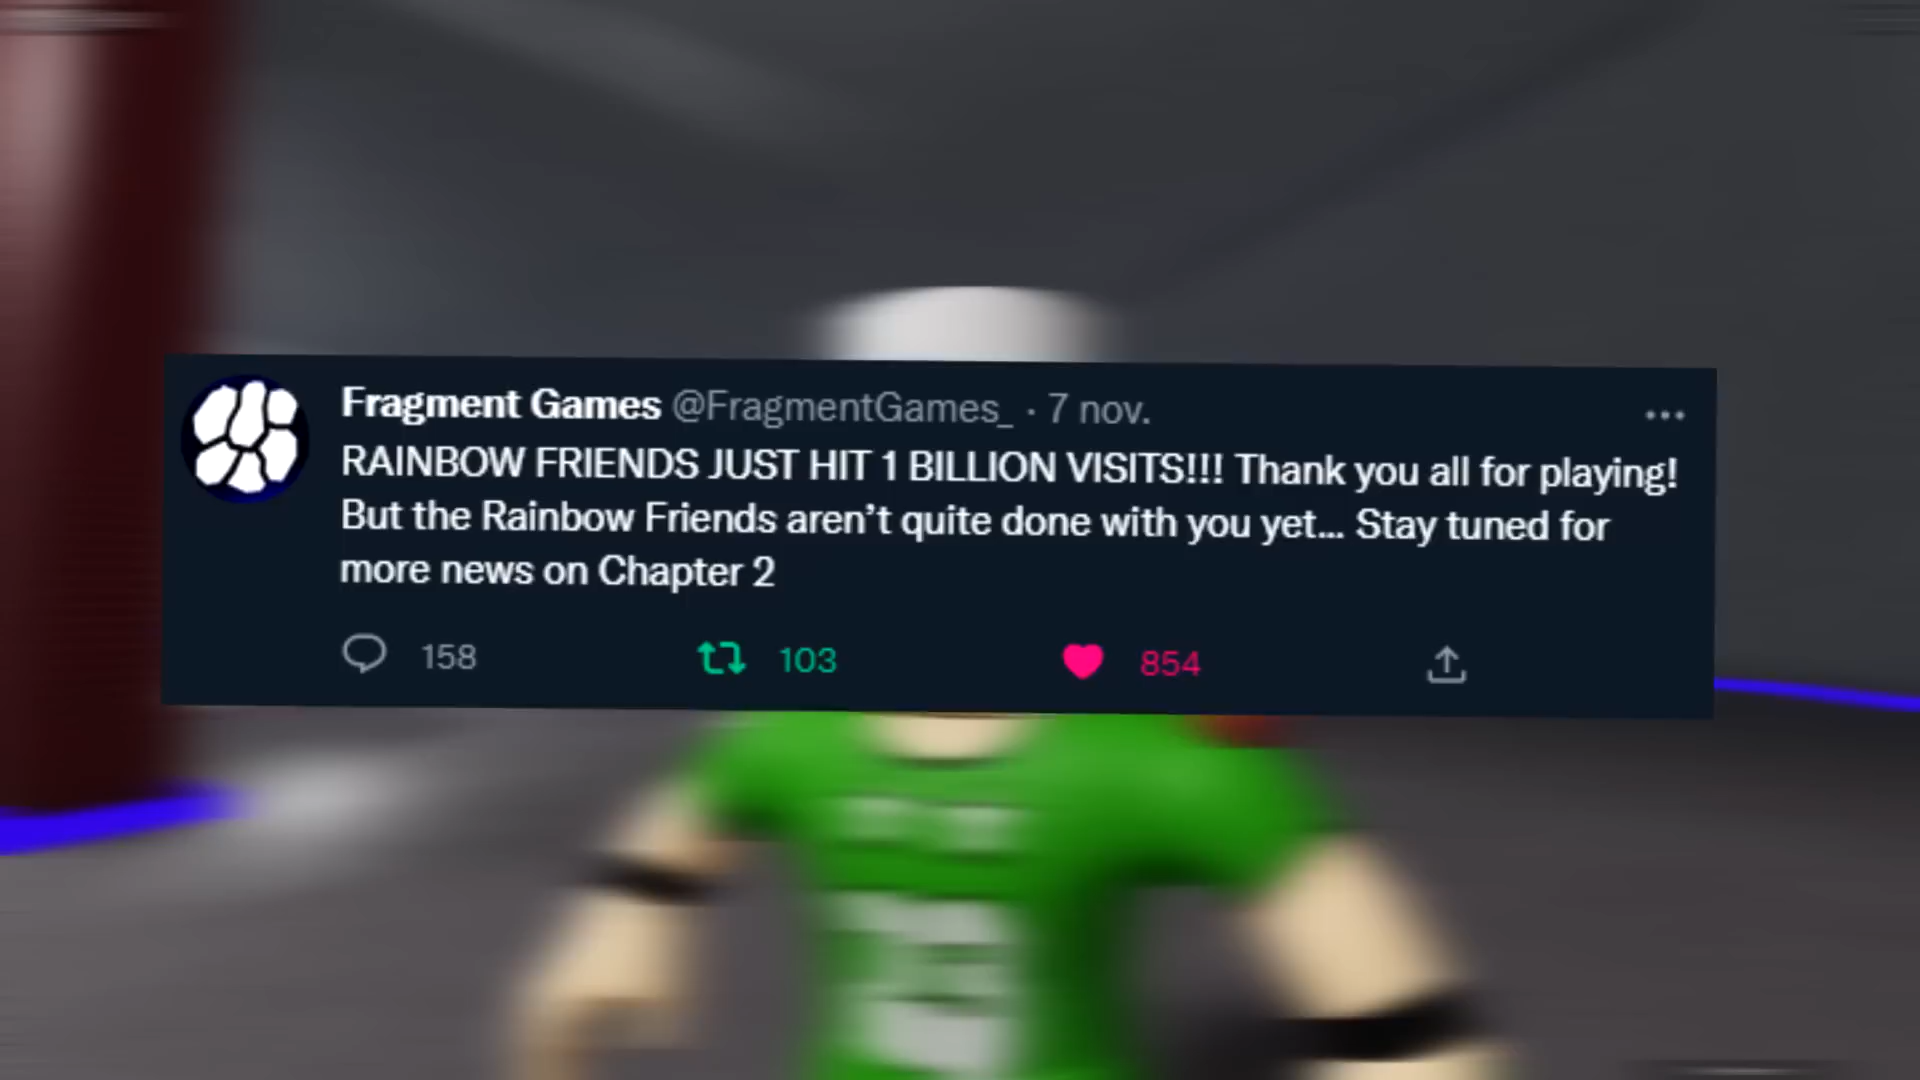 Fragment Games @FragmentGames_ · 7 nov.
RAINBOW FRIENDS JUST HIT 1 BILLION VISITS!!! Thank you all for playing!
But the Rainbow Friends aren’t quite done with you yet... Stay tuned for
more news on Chapter 2
158 103 854